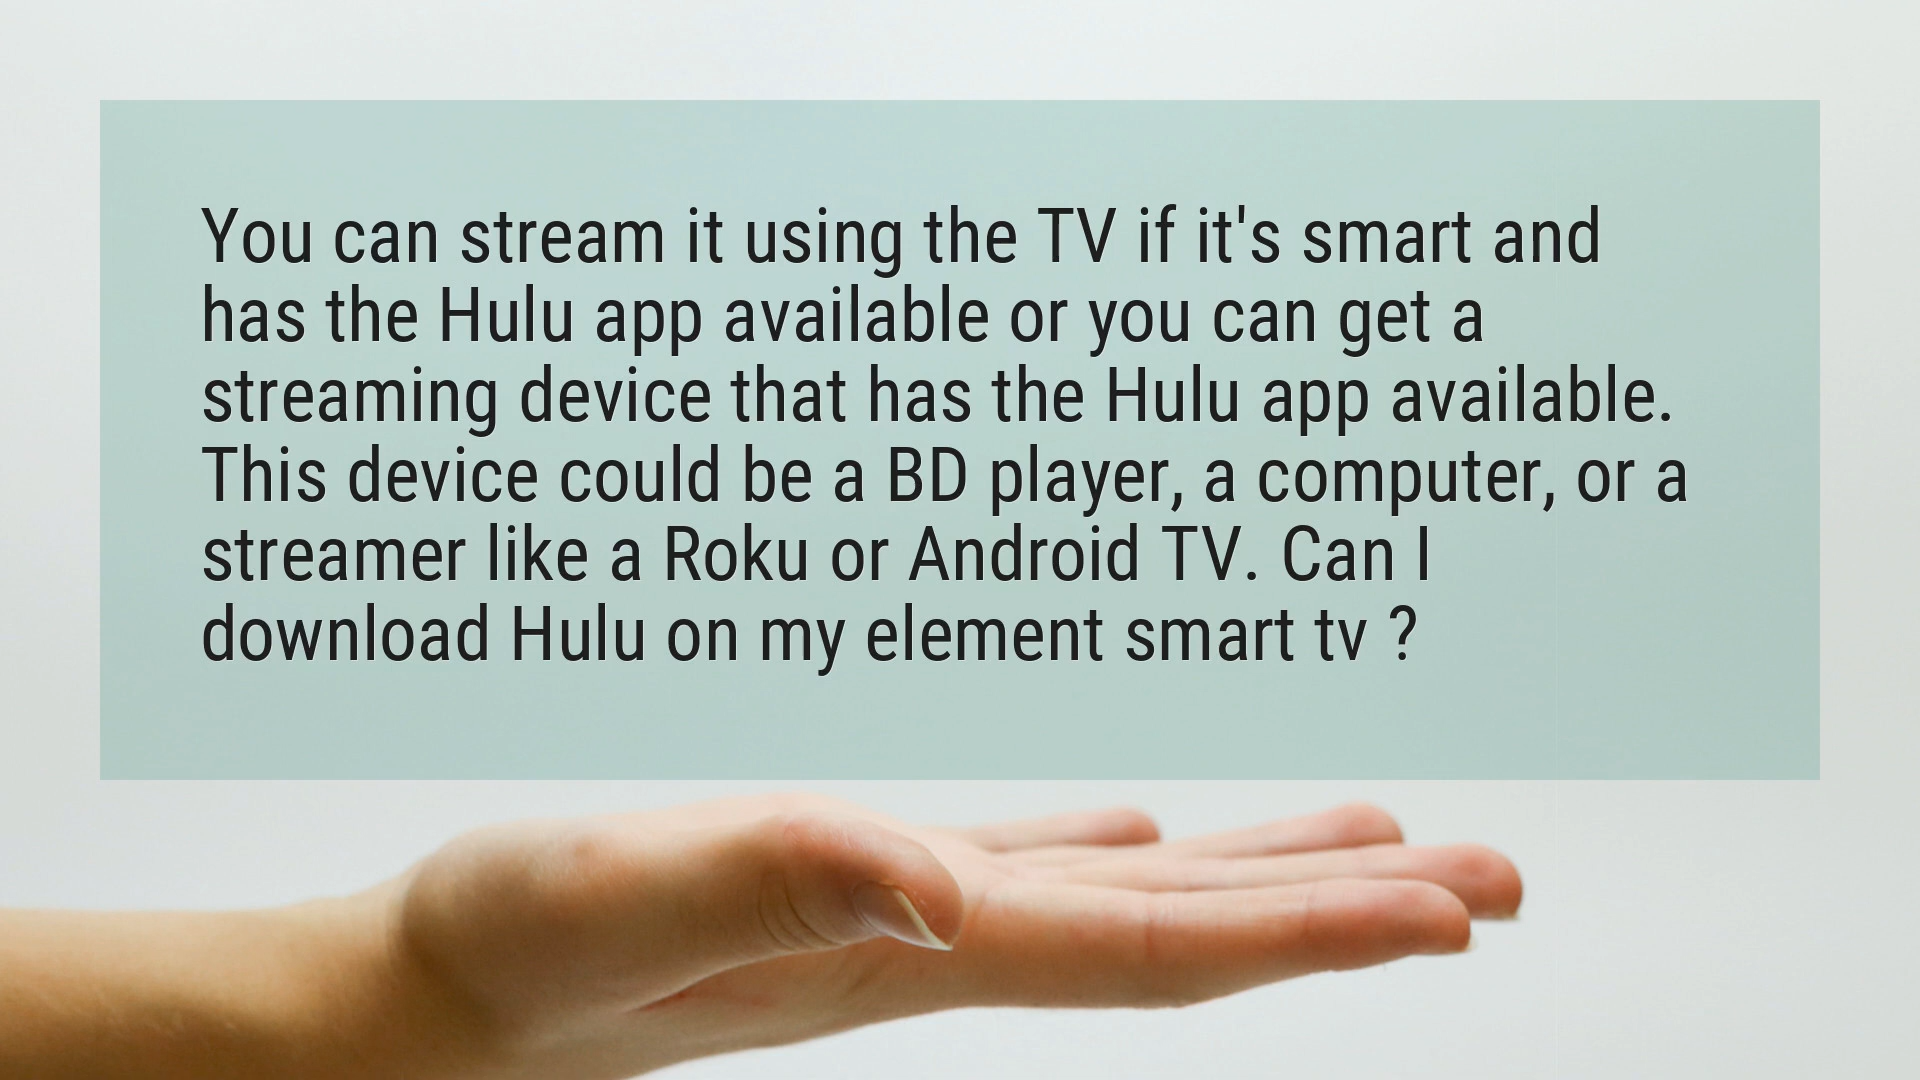 You can stream it using the TV if it's smart and
has the Hulu app available or you can get a
streaming device that has the Hulu app available.
This device could be a BD player, a computer, or a
streamer like a Roku or Android TV. Can I
download Hulu on my element smart tv ?